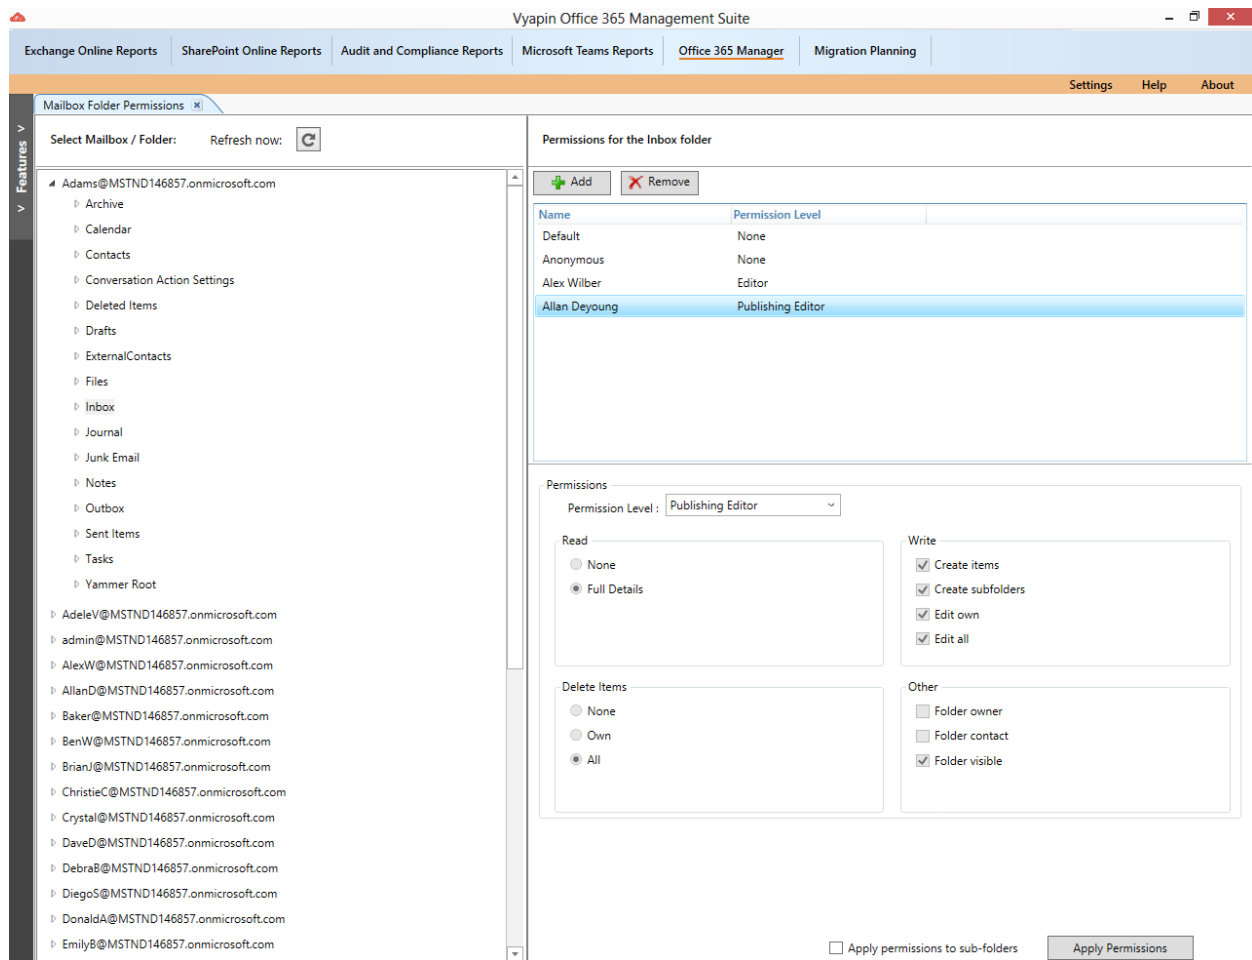 Vyapin Office 365 Management Suite
Exchange Online Reports
SharePoint Online Reports
Audit and Compliance Reports
Microsoft Teams Reports
Office 365 Manager
Migration Planning
Settings Help About
Features
Mailbox Folder Permissions
Select Mailbox / Folder: Refresh now:
Adams@MSTND146857.onmicrosoft.com
Archive
Calendar
Contacts
Conversation Action Settings
Deleted Items
Drafts
ExternalContacts
Files
Inbox
Journal
Junk Email
Notes
Outbox
Sent Items
Tasks
Yammer Root
AdeleV@MSTND146857.onmicrosoft.com
admin@MSTND146857.onmicrosoft.com
AlexW@MSTND146857.onmicrosoft.com
AllanD@MSTND146857.onmicrosoft.com
Baker@MSTND146857.onmicrosoft.com
BenW@MSTND146857.onmicrosoft.com
BrianJ@MSTND146857.onmicrosoft.com
ChristieC@MSTND146857.onmicrosoft.com
Crystal@MSTND146857.onmicrosoft.com
DaveD@MSTND146857.onmicrosoft.com
DebraB@MSTND146857.onmicrosoft.com
DiegoS@MSTND146857.onmicrosoft.com
DonaldA@MSTND146857.onmicrosoft.com
EmilyB@MSTND146857.onmicrosoft.com
Permissions for the Inbox folder
Add Remove
Name Permission Level
Default None
Anonymous None
Alex Wilber Editor
Allan Deyoung Publishing Editor
Permissions
Permission Level : Publishing Editor
Read
None
Full Details
Write
Create items
Create subfolders
Edit own
Edit all
Delete Items
None
Own
All
Other
Folder owner
Folder contact
Folder visible
Apply permissions to sub-folders
Apply Permissions